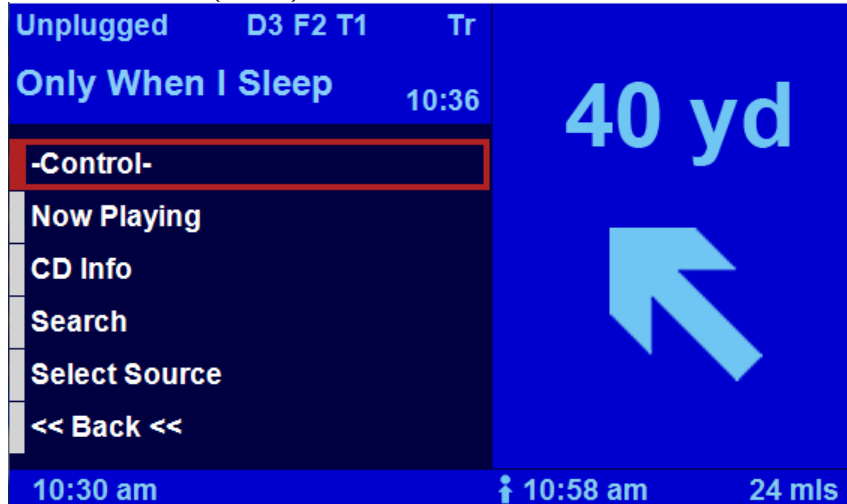 Unplugged D3 F2 T1 Tr
Only When I Sleep 10:36
-Control-
Now Playing
CD Info
Search
Select Source
<< Back <<
10:30 am
40 yd
10:58 am 24 mls